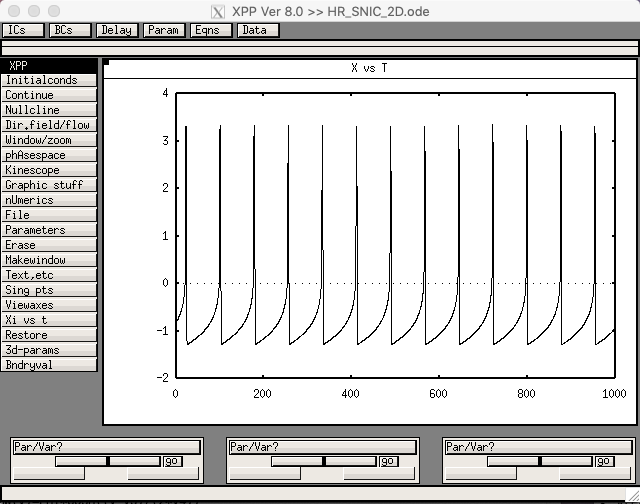 XPP Ver 8.0 >> HR_SNIC_2D.ode
ICs BCs Delay Param Eqns Data
XPP
Initialconds
Continue
Nullcline
Dir.field/flow
Window/zoom
phAsespace
Kinescope
Graphic stuff
nUmerics
File
Parameters
Erase
Makewindow
Text,etc
Sing pts
Viewaxes
Xi vs t
Restore
3d-params
Bndryval
X vs T
4
3
2
1
0
-1
-2
0 200 400 600 800 1000
Par/Var? Par/Var? Par/Var?
go go go